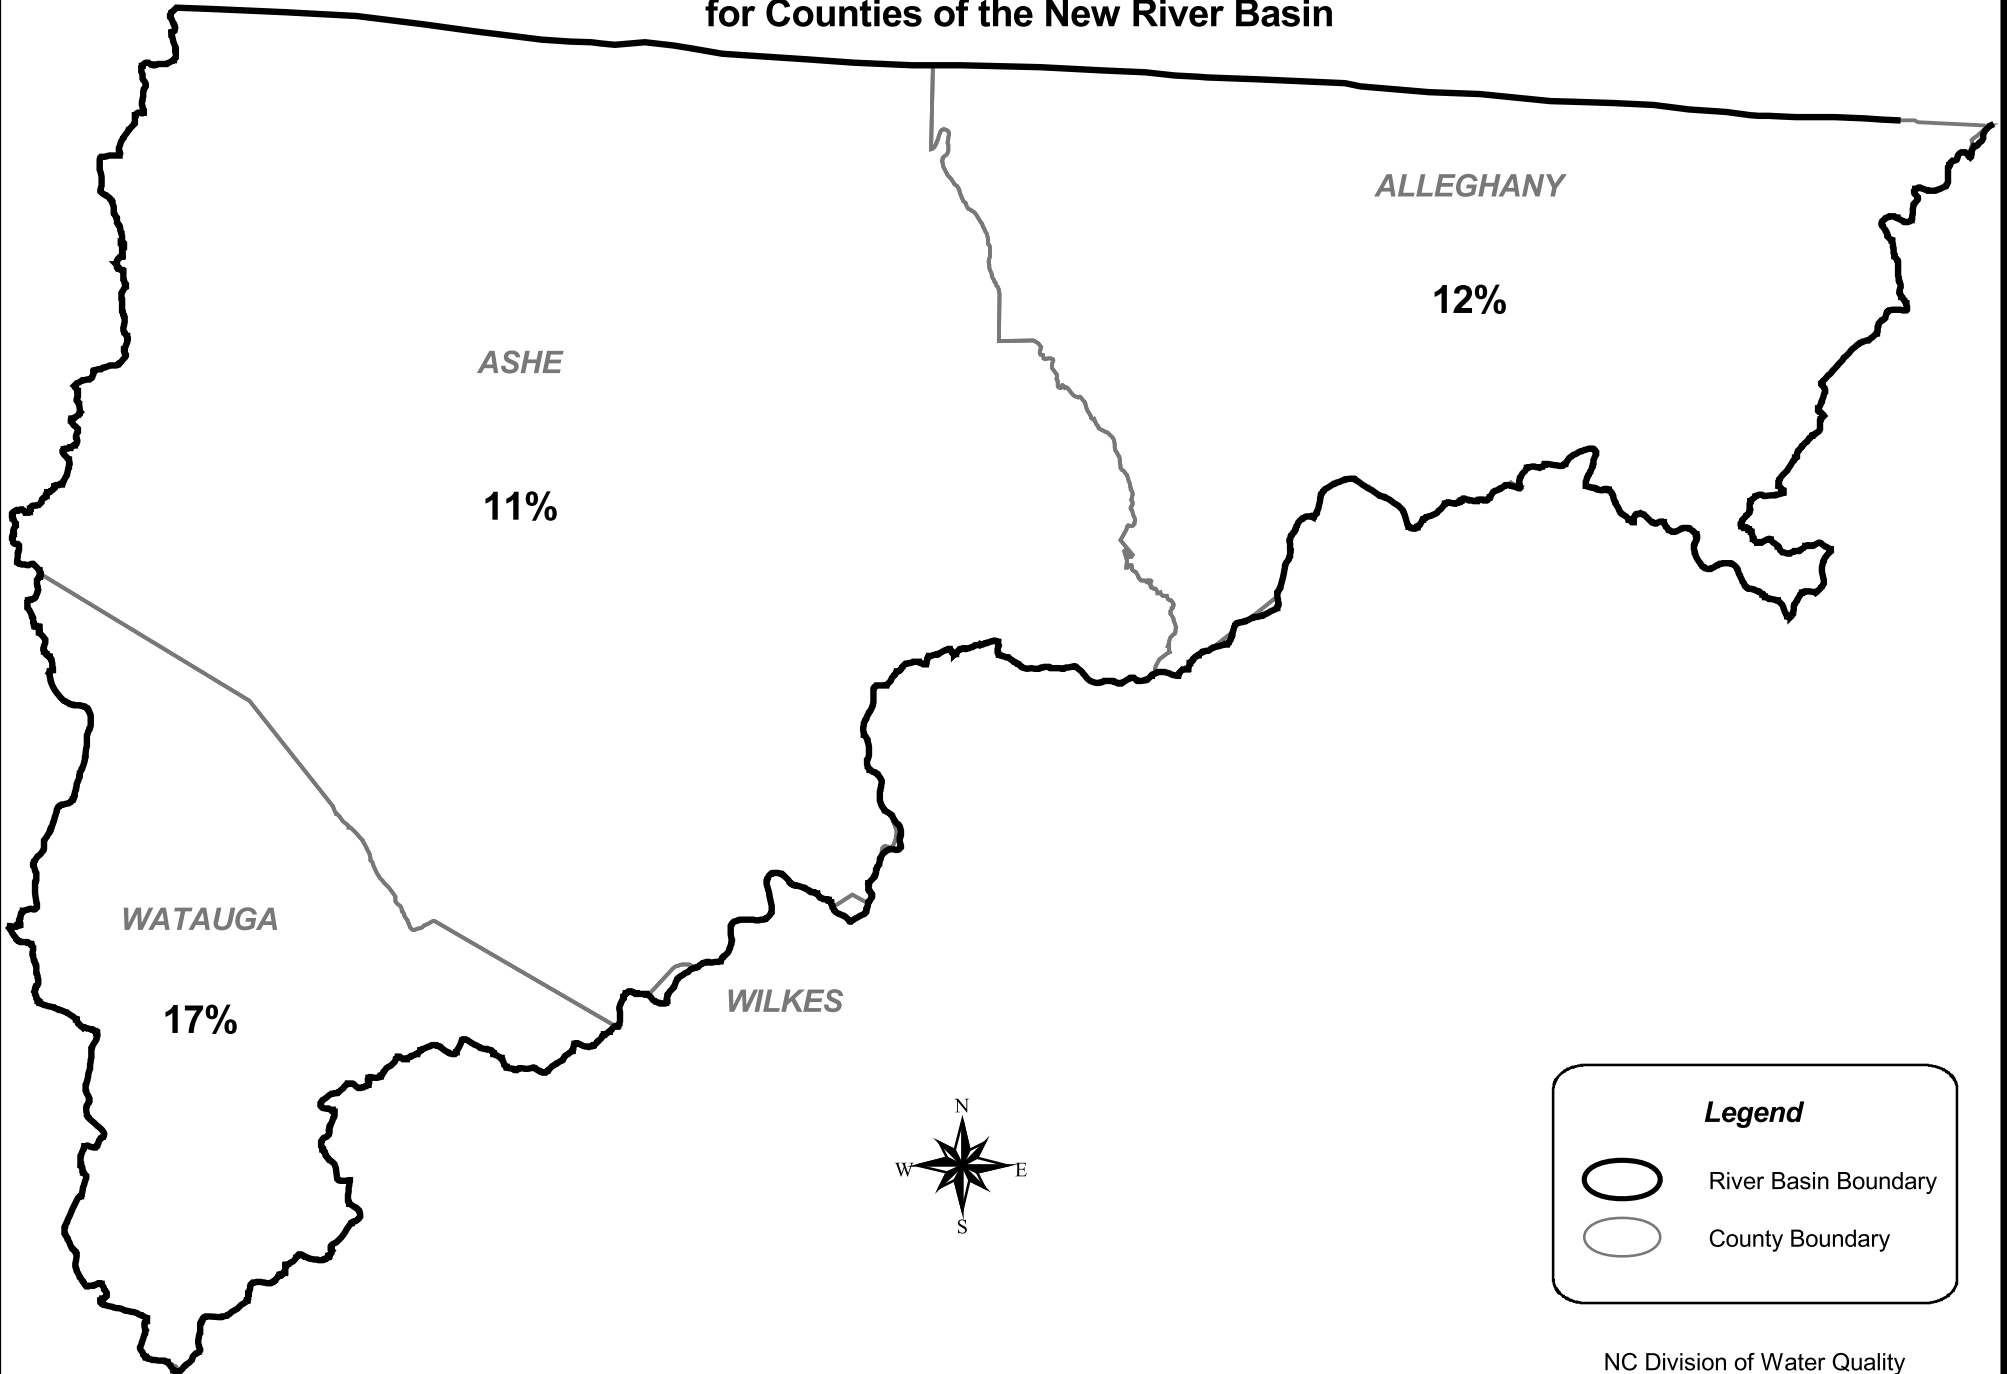 for Counties of the New River Basin
ALLEGHANY
12%
ASHE
11%
WATAUGA
17%
WILKES
N
W E
S
Legend
River Basin Boundary
County Boundary
NC Division of Water Quality